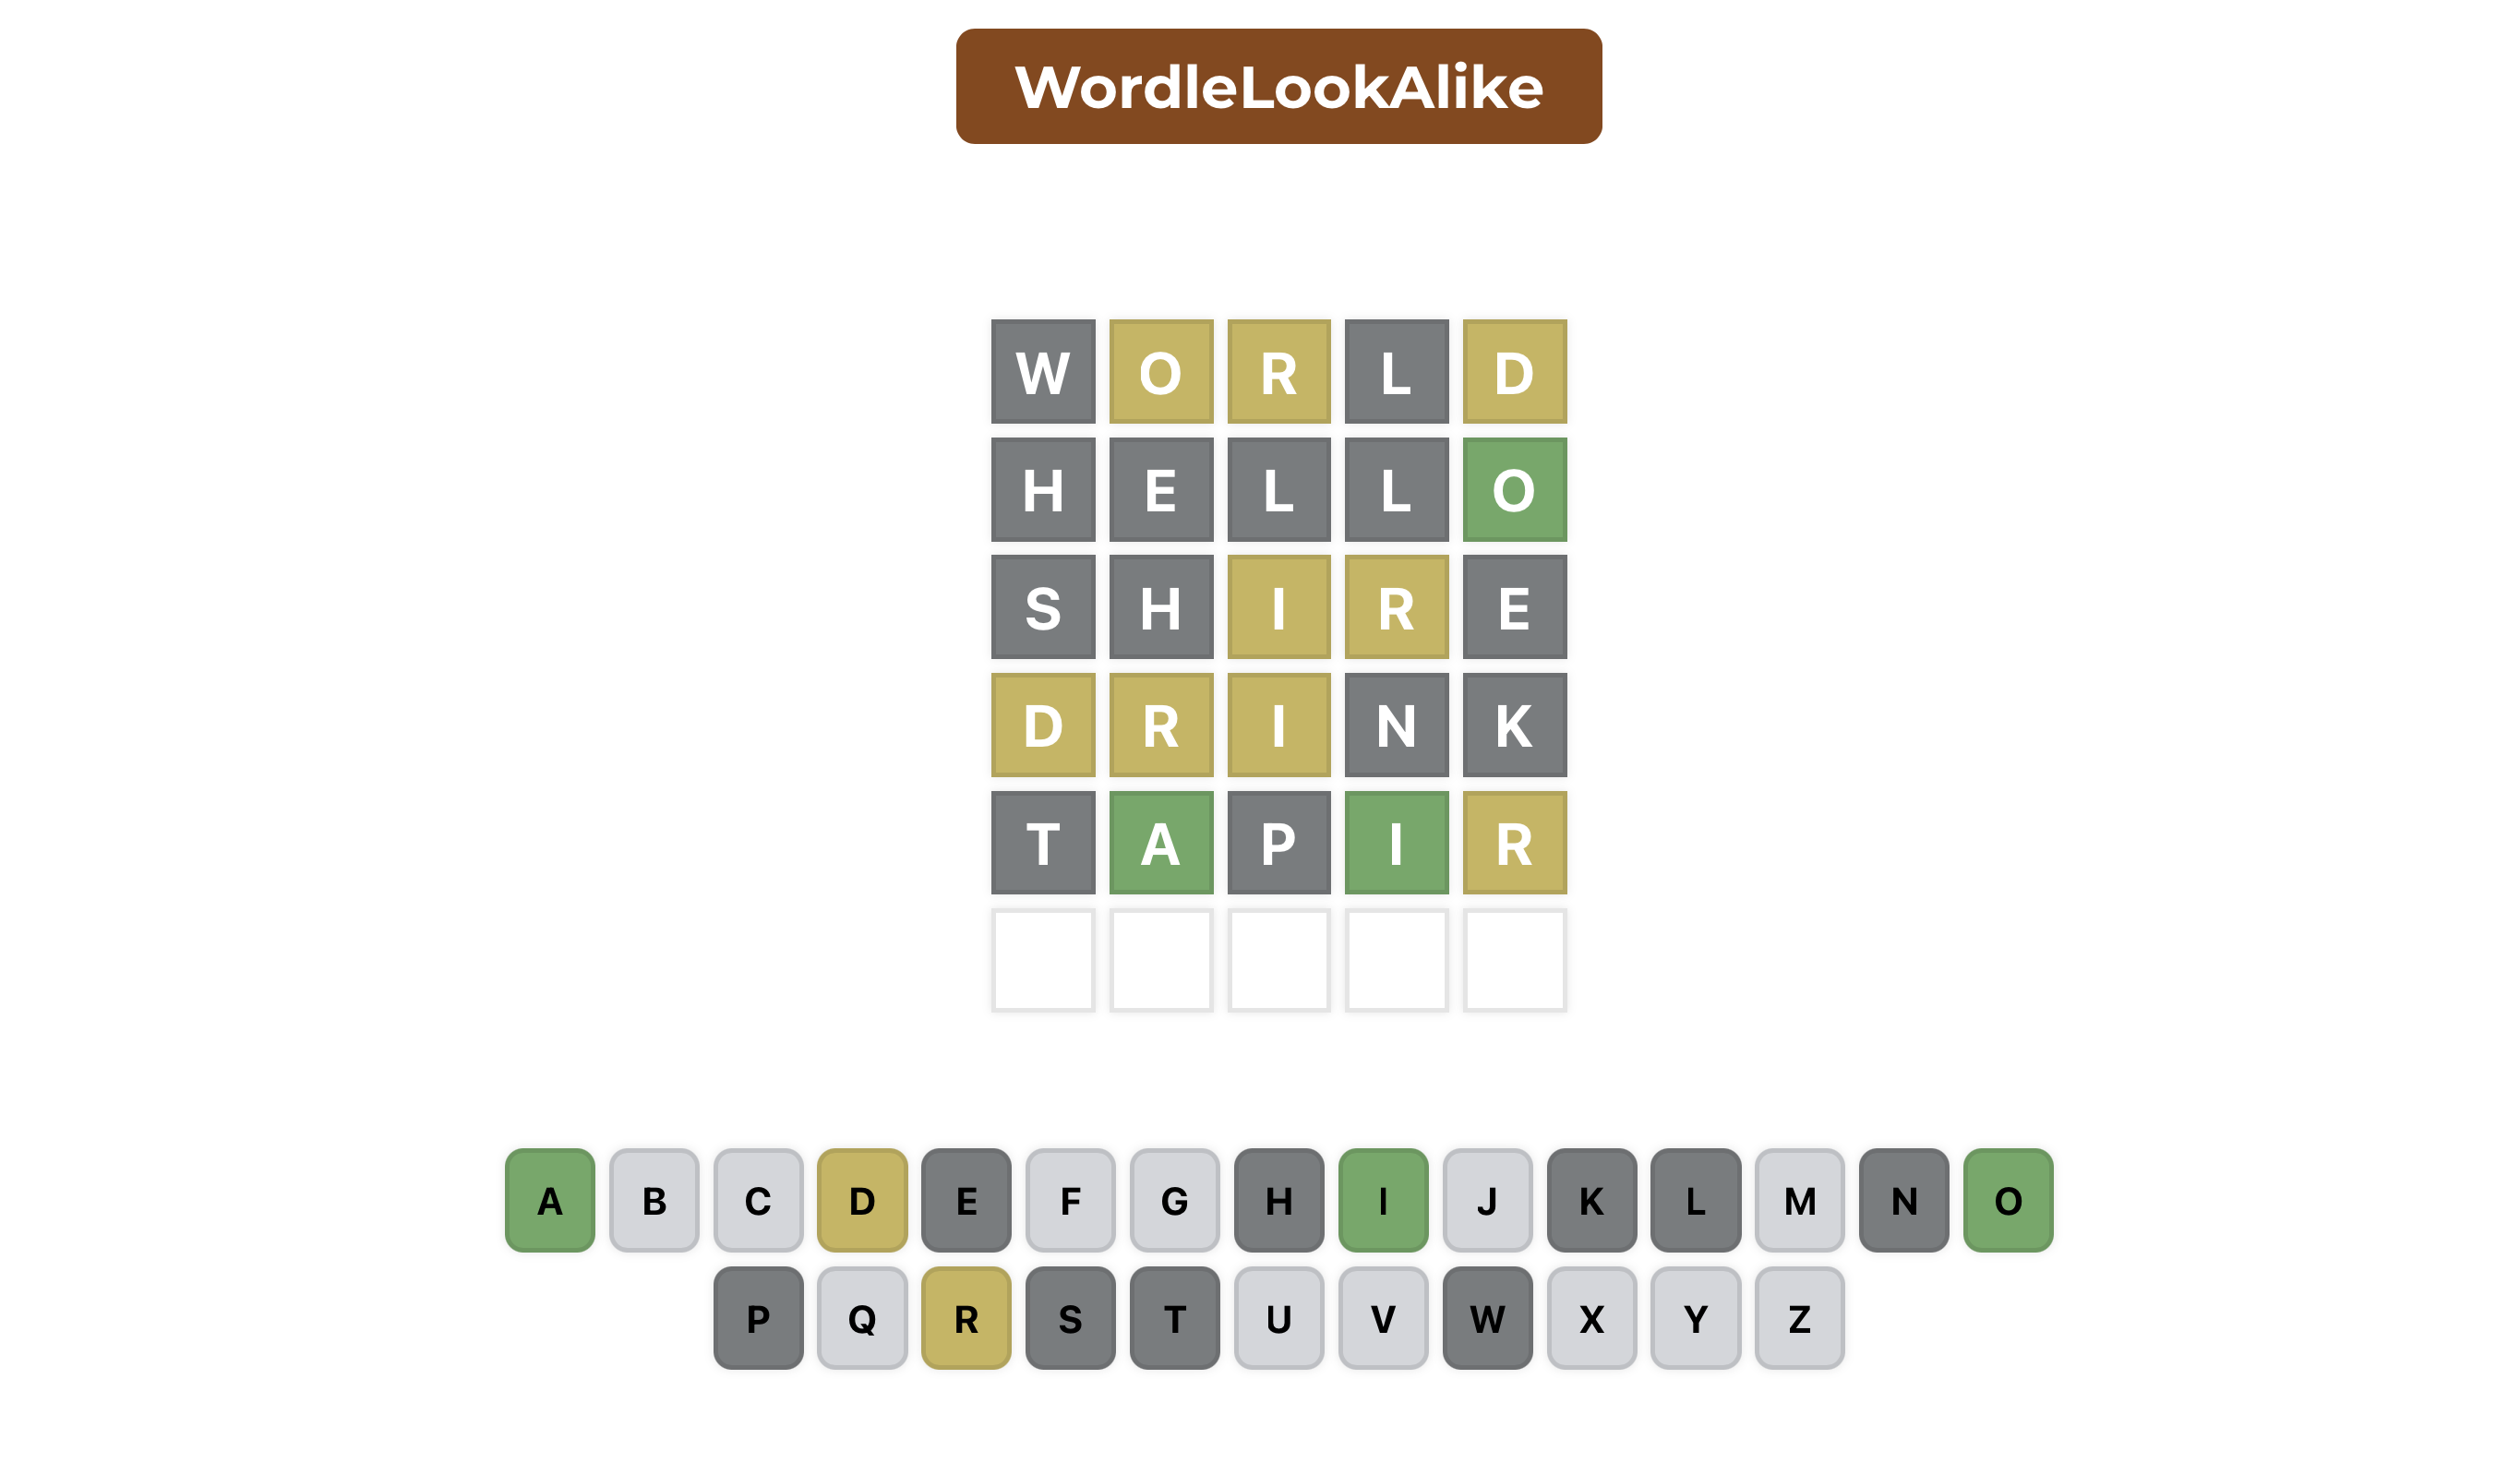 WordleLookAlike
W O R L D
H E L L O
S H I R E
D R I N K
T A P I R
A B C D E F G H I J K L M N O
P Q R S T U V W X Y Z